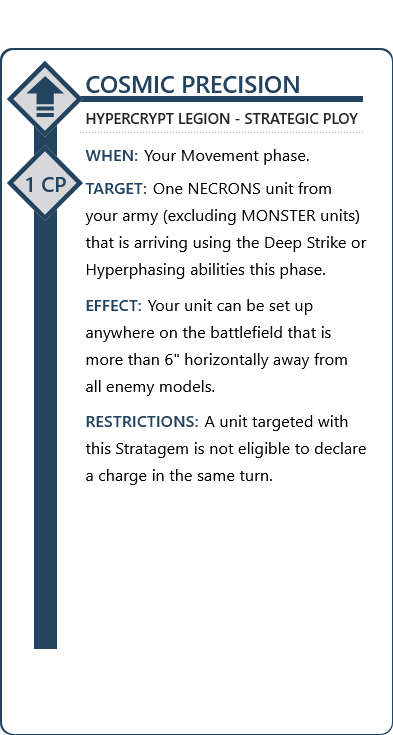 COSMIC PRECISION
HYPERCRYPT LEGION - STRATEGIC PLOY
1 CP
WHEN: Your Movement phase.
TARGET: One NECRONS unit from
your army (excluding MONSTER units)
that is arriving using the Deep Strike or
Hyperphasing abilities this phase.
EFFECT: Your unit can be set up
anywhere on the battlefield that is
more than 6" horizontally away from
all enemy models.
RESTRICTIONS: A unit targeted with
this Stratagem is not eligible to declare
a charge in the same turn.